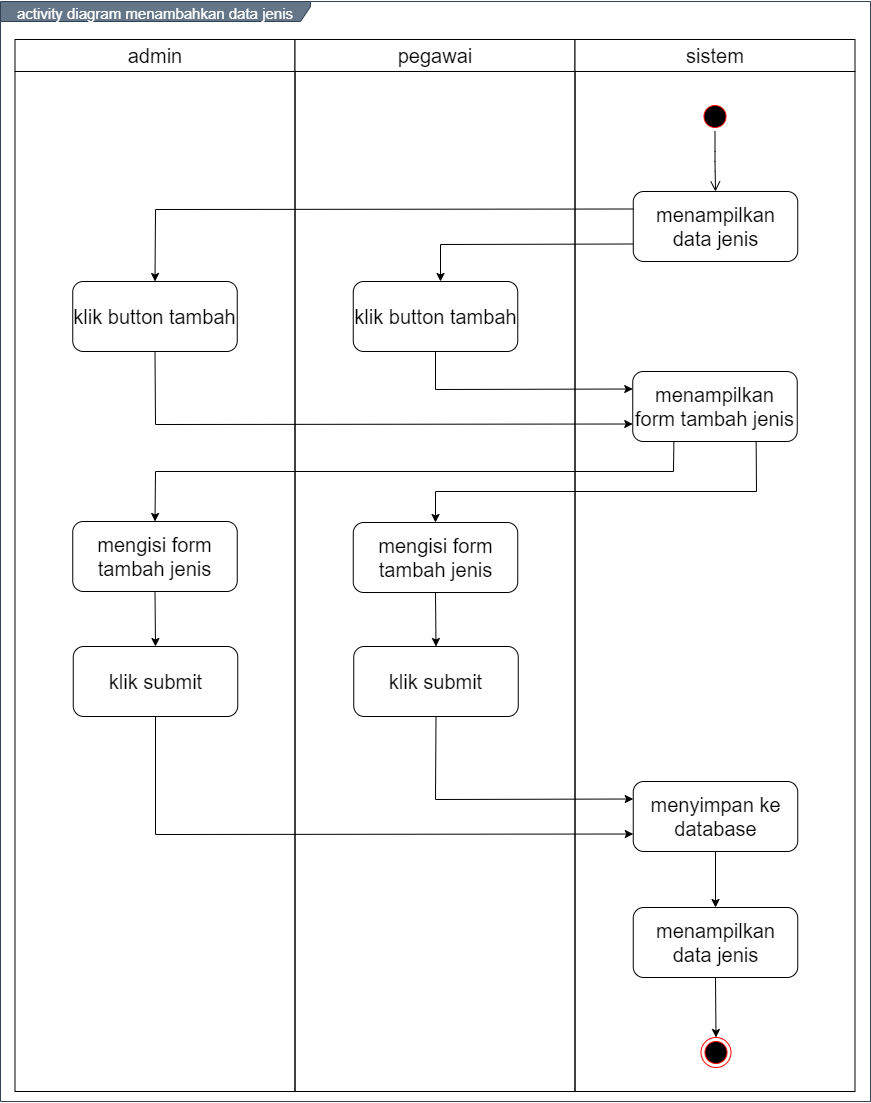 activity diagram menambahkan data jenis
admin
pegawai
sistem
menampilkan
data jenis
klik button tambah
klik button tambah
menampilkan
form tambah jenis
mengisi form
tambah jenis
mengisi form
tambah jenis
klik submit
klik submit
menyimpan ke
database
menampilkan
data jenis